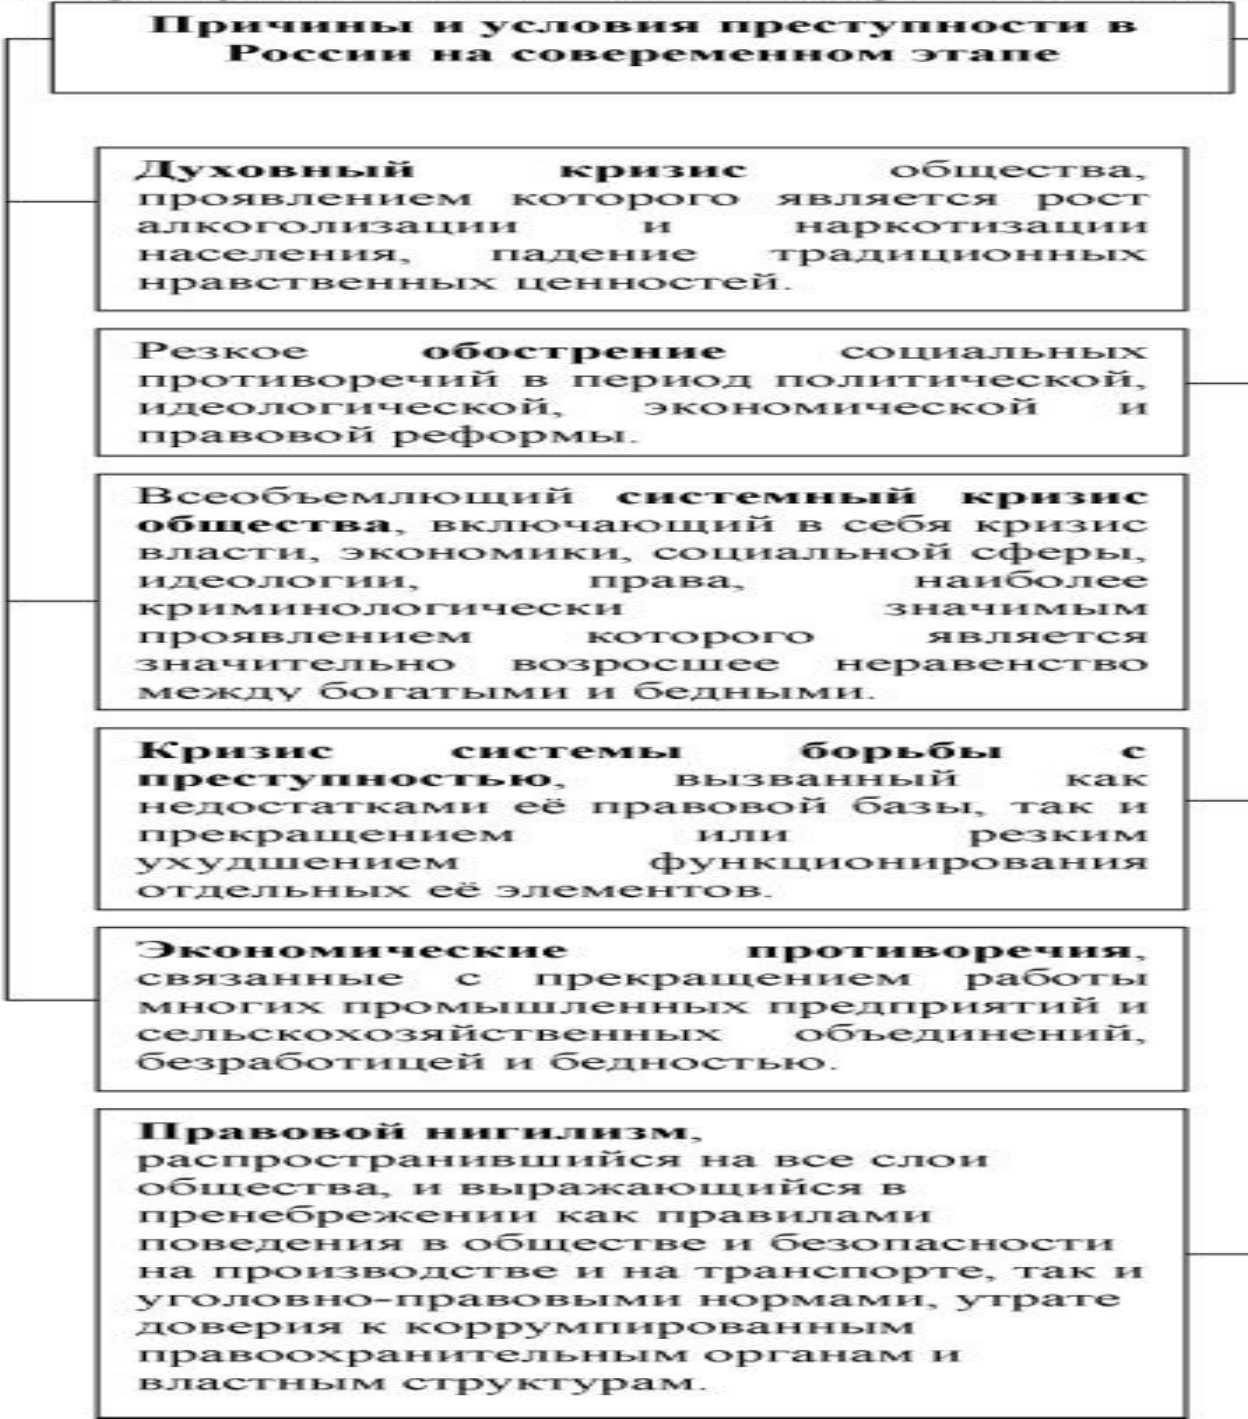 Причины и условия преступности в
России на совеременном этапе
Духовный кризис общества,
проявлением которого является рост
алкоголизации и наркотизации
населения, падение традиционных
нравственных ценностей.
Резкое обострение социальных
противоречий в период политической,
идеологической, экономической и
правовой реформы.
Всеобъемлющий системный кризис
общества, включающий в себя кризис
власти, экономики, социальной сферы,
идеологии, права, наиболее
криминологически значимым
проявлением которого является
значительно возросшее неравенство
между богатыми и бедными.
Кризис системы борьбы с
преступностью, вызванный как
недостатками её правовой базы, так и
прекращением или резким
ухудшением функционирования
отдельных её элементов.
Экономические противоречия,
связанные с прекращением работы
многих промышленных предприятий и
сельскохозяйственных объединений,
безработицей и бедностью.
Правовой нигилизм,
распространившийся на все слои
общества, и выражающийся в
пренебрежении как правилами
поведения в обществе и безопасности
на производстве и на транспорте, так и
уголовно-правовыми нормами, утрате
доверия к коррумпированным
правоохранительным органам и
властным структурам.